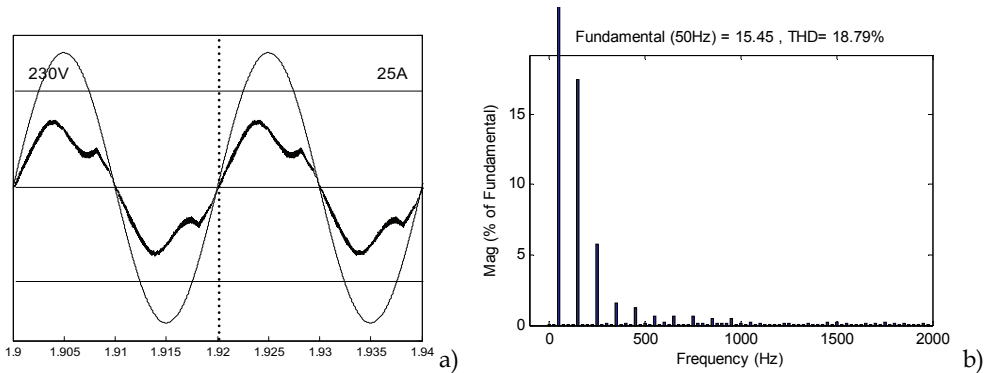 230V
25A
1.9 1.905 1.91 1.915 1.92 1.925 1.93 1.935 1.94
a)
Fundamental (50Hz) = 15.45 , THD= 18.79%
Mag (% of Fundamental)
15
10
5
0
0 500 1000 1500 2000
Frequency (Hz)
b)